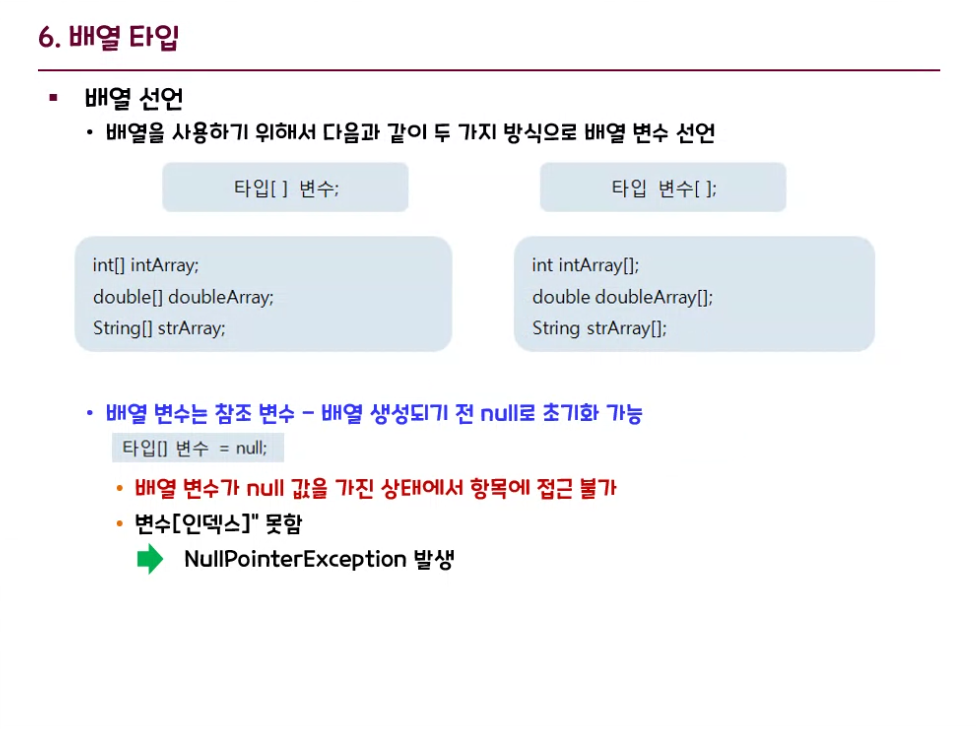 6. 배열 타입
▪ 배열 선언
• 배열을 사용하기 위해서 다음과 같이 두 가지 방식으로 배열 변수 선언
타입[ ] 변수;
타입 변수[ ];
int[] intArray;
double[] doubleArray;
String[] strArray;
int intArray[];
double doubleArray[];
String strArray[];
• 배열 변수는 참조 변수 – 배열 생성되기 전 null로 초기화 가능
타입[] 변수 = null;
• 배열 변수가 null 값을 가진 상태에서 항목에 접근 불가
• 변수[인덱스]" 못함
NullPointerException 발생